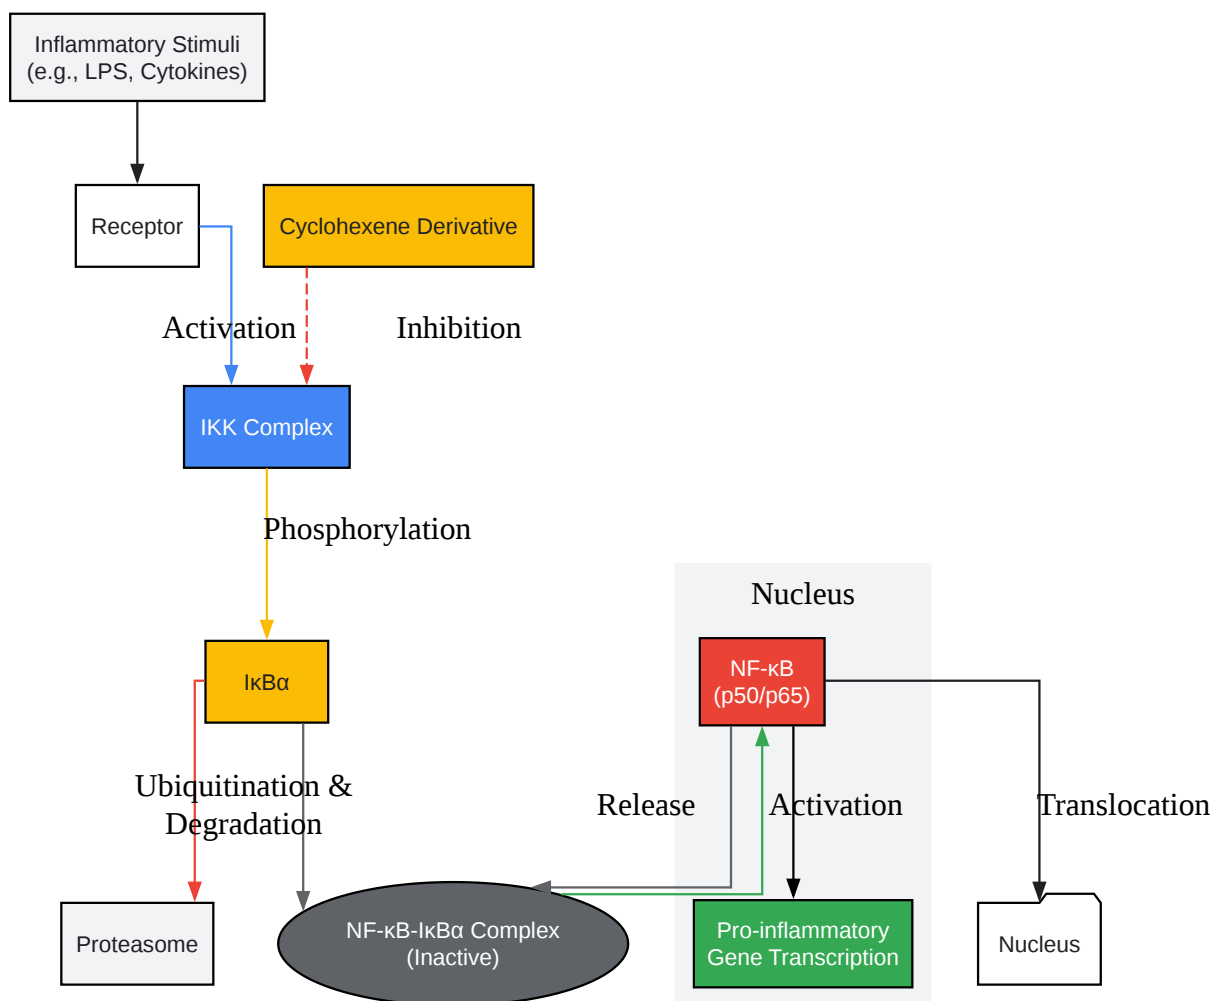 Inflammatory Stimuli
(e.g., LPS, Cytokines)
Receptor
Cyclohexene Derivative
Activation
Inhibition
IKK Complex
Phosphorylation
Nucleus
IκBα
NF-κB
(p50/p65)
Ubiquitination &
Degradation
Release
Activation
Translocation
Proteasome
NF-κB-IκBα Complex
(Inactive)
Pro-inflammatory
Gene Transcription
Nucleus